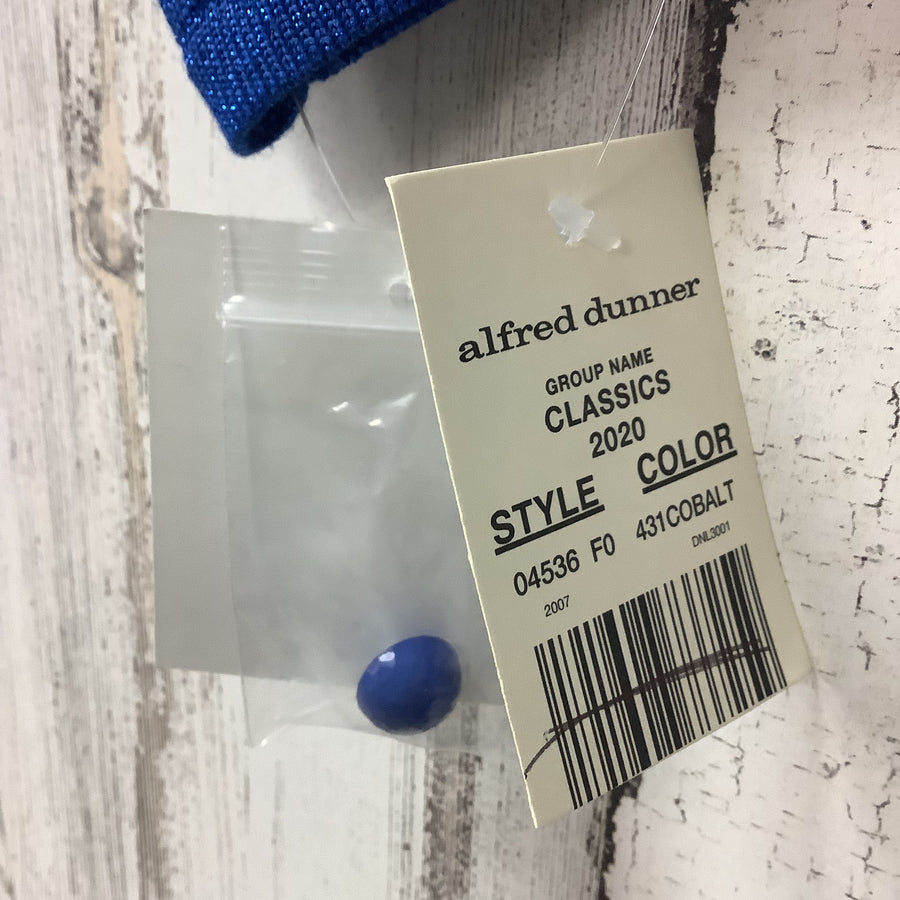 alfred dunner
GROUP NAME
CLASSICS
2020
STYLE COLOR
04536 F0 431COBALT
2007 DNL3001